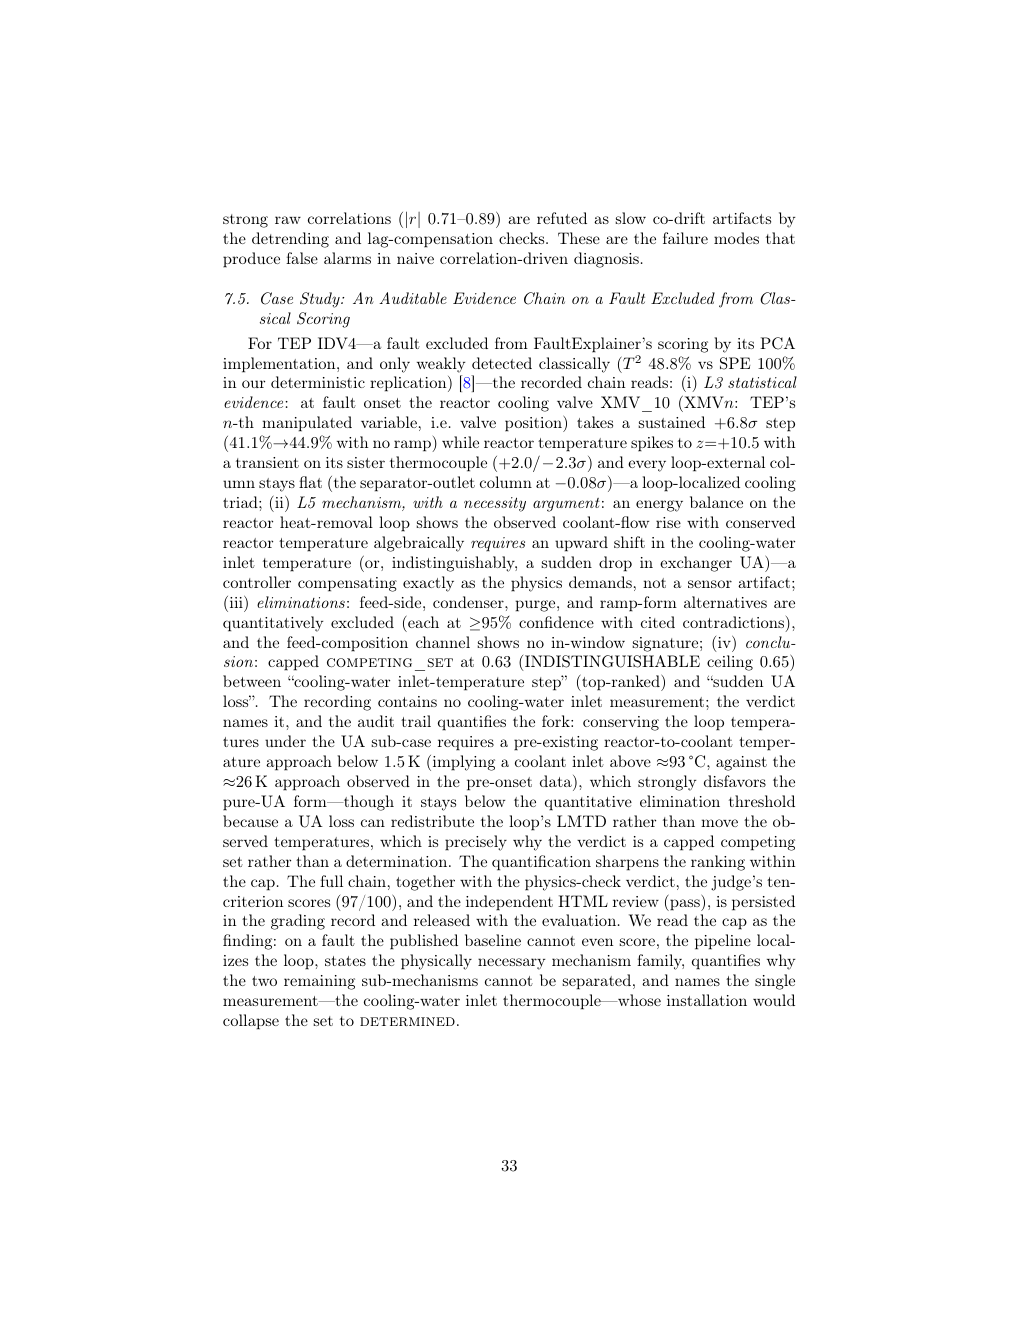 strong raw correlations (|r| 0.71–0.89) are refuted as slow co-drift artifacts by
the detrending and lag-compensation checks. These are the failure modes that
produce false alarms in naive correlation-driven diagnosis.
7.5. Case Study: An Auditable Evidence Chain on a Fault Excluded from Clas-
sical Scoring
For TEP IDV4—a fault excluded from FaultExplainer's scoring by its PCA
implementation, and only weakly detected classically (T² 48.8% vs SPE 100%
in our deterministic replication) [8]—the recorded chain reads: (i) L3 statistical
evidence: at fault onset the reactor cooling valve XMV_10 (XMVn: TEP's
n-th manipulated variable, i.e. valve position) takes a sustained +6.8σ step
(41.1%→44.9% with no ramp) while reactor temperature spikes to z=+10.5 with
a transient on its sister thermocouple (+2.0/−2.3σ) and every loop-external col-
umn stays flat (the separator-outlet column at −0.08σ)—a loop-localized cooling
triad; (ii) L5 mechanism, with a necessity argument: an energy balance on the
reactor heat-removal loop shows the observed coolant-flow rise with conserved
reactor temperature algebraically requires an upward shift in the cooling-water
inlet temperature (or, indistinguishably, a sudden drop in exchanger UA)—a
controller compensating exactly as the physics demands, not a sensor artifact;
(iii) eliminations: feed-side, condenser, purge, and ramp-form alternatives are
quantitatively excluded (each at ≥95% confidence with cited contradictions),
and the feed-composition channel shows no in-window signature; (iv) conclu-
sion: capped COMPETING_SET at 0.63 (INDISTINGUISHABLE ceiling 0.65)
between “cooling-water inlet-temperature step” (top-ranked) and “sudden UA
loss”. The recording contains no cooling-water inlet measurement; the verdict
names it, and the audit trail quantifies the fork: conserving the loop tempera-
tures under the UA sub-case requires a pre-existing reactor-to-coolant temper-
ature approach below 1.5 K (implying a coolant inlet above ≈93 °C, against the
≈26 K approach observed in the pre-onset data), which strongly disfavors the
pure-UA form—though it stays below the quantitative elimination threshold
because a UA loss can redistribute the loop's LMTD rather than move the ob-
served temperatures, which is precisely why the verdict is a capped competing
set rather than a determination. The quantification sharpens the ranking within
the cap. The full chain, together with the physics-check verdict, the judge's ten-
criterion scores (97/100), and the independent HTML review (pass), is persisted
in the grading record and released with the evaluation. We read the cap as the
finding: on a fault the published baseline cannot even score, the pipeline local-
izes the loop, states the physically necessary mechanism family, quantifies why
the two remaining sub-mechanisms cannot be separated, and names the single
measurement—the cooling-water inlet thermocouple—whose installation would
collapse the set to DETERMINED.
33